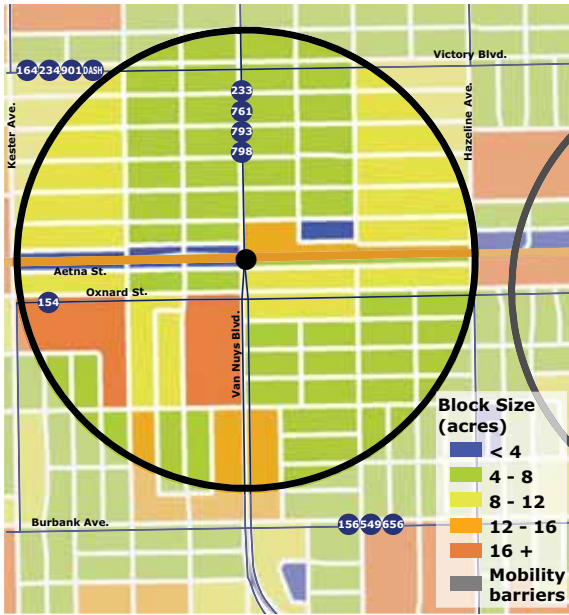 Victory Blvd.
164 234 901 DASH
233
761
793
798
Kester Ave.
Hazeline Ave.
Aetna St.
Oxnard St.
154
Van Nuys Blvd.
Block Size
(acres)
< 4
4 - 8
8 - 12
12 - 16
16 +
Mobility
barriers
Burbank Ave.
156 549 656